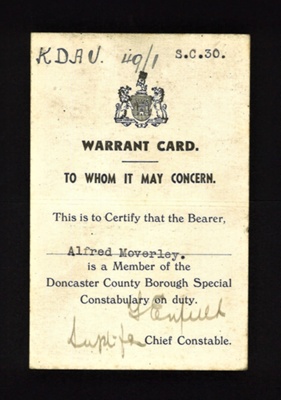 KDAV. 49/1 S.C.30.
WARRANT CARD.
TO WHOM IT MAY CONCERN.
This is to Certify that the Bearer,
Alfred Moverley.
is a Member of the
Doncaster County Borough Special
Constabulary on duty.
Chief Constable.